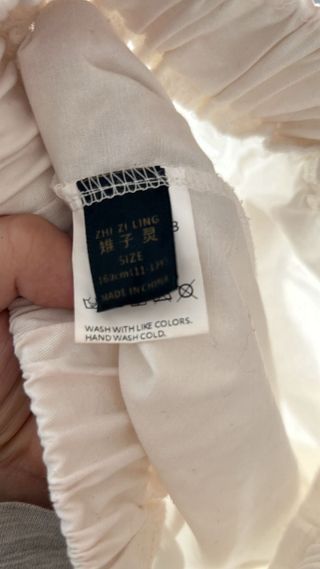 ZHI ZI LING
雉子灵
SIZE
MADE IN CHINA
WASH WITH LIKE COLORS.
HAND WASH COLD.